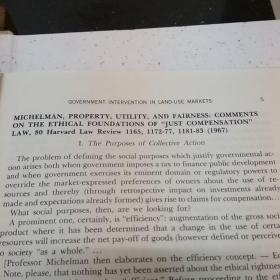 GOVERNMENT INTERVENTION IN LAND-USE MARKETS 5
MICHELMAN, PROPERTY, UTILITY, AND FAIRNESS: COMMENTS
ON THE ETHICAL FOUNDATIONS OF "JUST COMPENSATION"
LAW, 80 Harvard Law Review 1165, 1172-77, 1181-83 (1967)
I. The Purposes of Collective Action
The problem of defining the social purposes which justify governmental ac-
tion arises both when government imposes a tax to finance public development
and when government exercises its eminent domain or regulatory powers to
override the market-expressed preferences of owners about the use of re-
sources and thereby (through retrospective impact on investments already
made and expectations already formed) gives rise to claims for compensation...
What social purposes, then, are we looking for?
A prominent one, certainly, is "efficiency": augmentation of the gross social
product where it has been determined that a change in the use of certain
resources will increase the net pay-off of goods (however defined or perceived)
to society "as a whole." ...
[Professor Michelman then elaborates on the efficiency concept. —
Note, please, that nothing has yet been asserted about the ethical